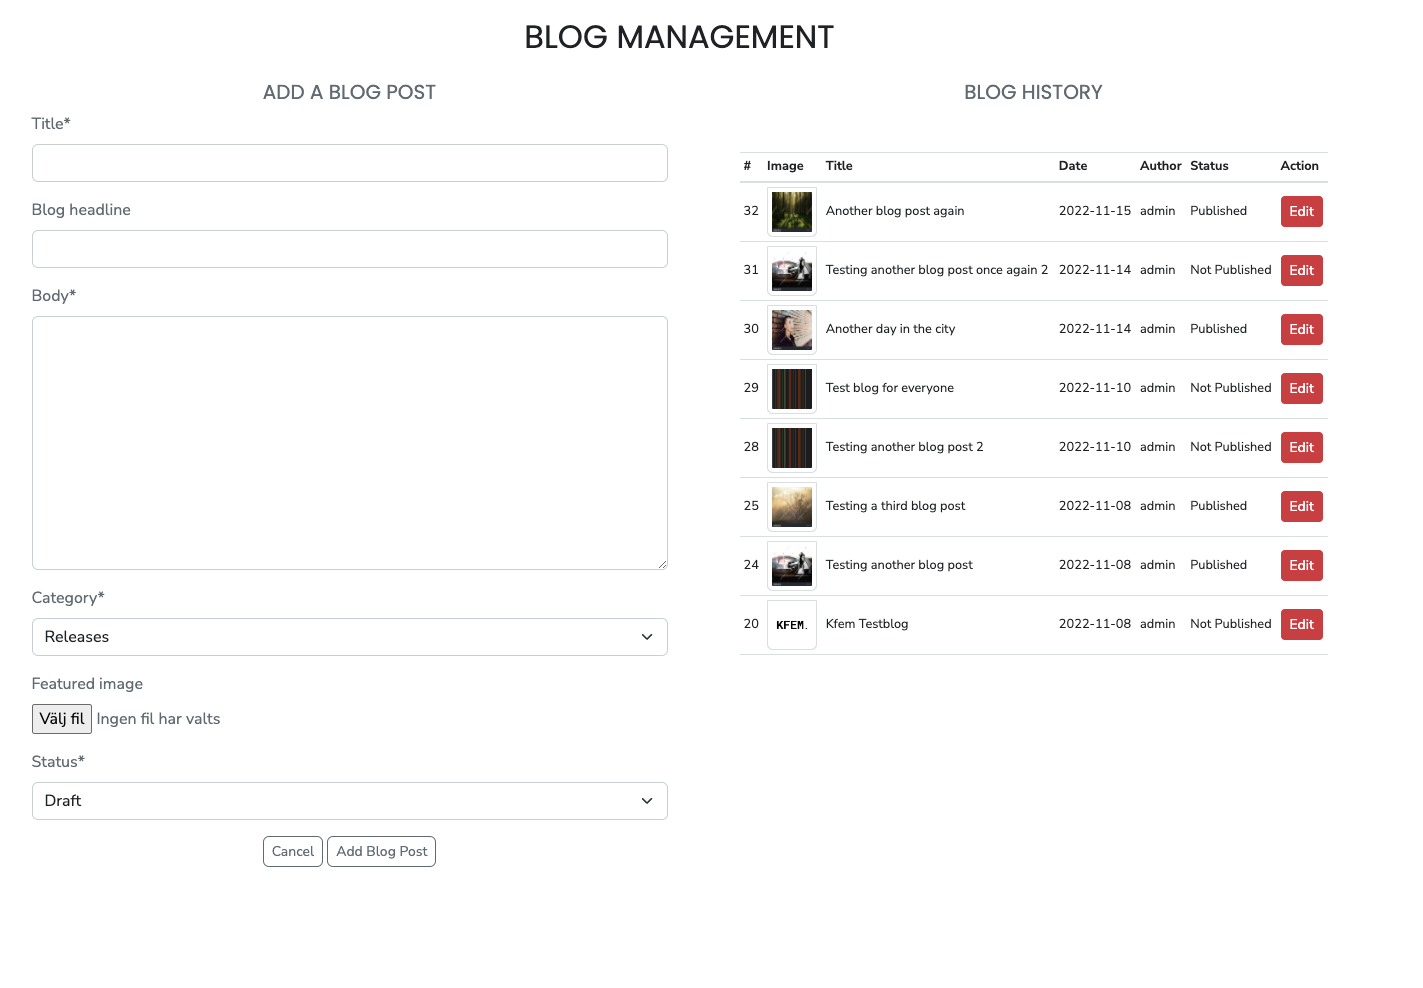 BLOG MANAGEMENT
ADD A BLOG POST
Title*
Blog headline
Body*
Category*
Releases
Featured image
Välj fil Ingen fil har valts
Status*
Draft
Cancel Add Blog Post
BLOG HISTORY
# Image Title Date Author Status Action
32 Another blog post again 2022-11-15 admin Published Edit
31 Testing another blog post once again 2 2022-11-14 admin Not Published Edit
30 Another day in the city 2022-11-14 admin Published Edit
29 Test blog for everyone 2022-11-10 admin Not Published Edit
28 Testing another blog post 2 2022-11-10 admin Not Published Edit
25 Testing a third blog post 2022-11-08 admin Published Edit
24 Testing another blog post 2022-11-08 admin Published Edit
20 KFEM. Kfem Testblog 2022-11-08 admin Not Published Edit